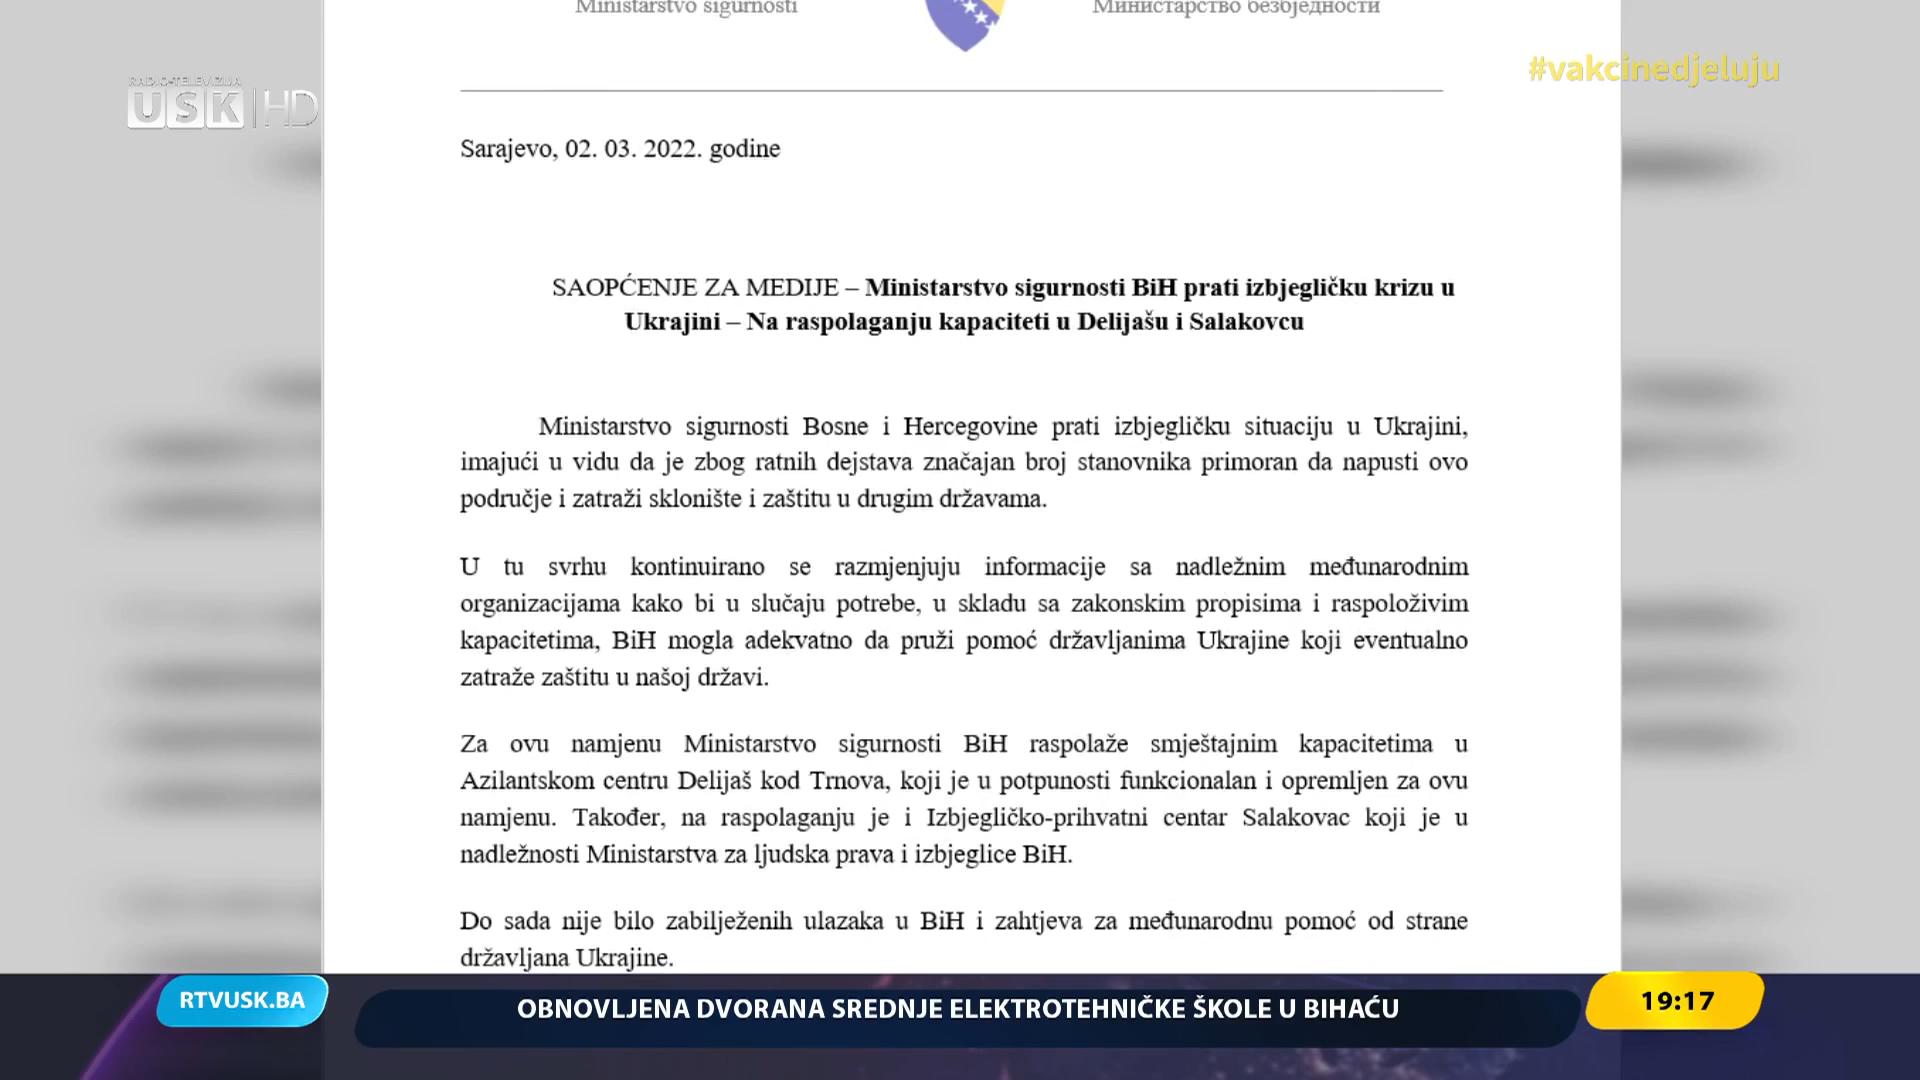 Ministarstvo sigurnosti
Министарство безбједности
RADIO-TELEVIZIJA
USK HD
#vakcinedjeluju
Sarajevo, 02. 03. 2022. godine
SAOPĆENJE ZA MEDIJE – Ministarstvo sigurnosti BiH prati izbjegličku krizu u
Ukrajini – Na raspolaganju kapaciteti u Delijašu i Salakovcu
Ministarstvo sigurnosti Bosne i Hercegovine prati izbjegličku situaciju u Ukrajini,
imajući u vidu da je zbog ratnih dejstava značajan broj stanovnika primoran da napusti ovo
područje i zatraži sklonište i zaštitu u drugim državama.
U tu svrhu kontinuirano se razmjenjuju informacije sa nadležnim međunarodnim
organizacijama kako bi u slučaju potrebe, u skladu sa zakonskim propisima i raspoloživim
kapacitetima, BiH mogla adekvatno da pruži pomoć državljanima Ukrajine koji eventualno
zatraže zaštitu u našoj državi.
Za ovu namjenu Ministarstvo sigurnosti BiH raspolaže smještajnim kapacitetima u
Azilantskom centru Delijaš kod Trnova, koji je u potpunosti funkcionalan i opremljen za ovu
namjenu. Također, na raspolaganju je i Izbjegličko-prihvatni centar Salakovac koji je u
nadležnosti Ministarstva za ljudska prava i izbjeglice BiH.
Do sada nije bilo zabilježenih ulazaka u BiH i zahtjeva za međunarodnu pomoć od strane
državljana Ukrajine.
RTVUSK.BA
OBNOVLJENA DVORANA SREDNJE ELEKTROTEHNIČKE ŠKOLE U BIHAĆU
19:17